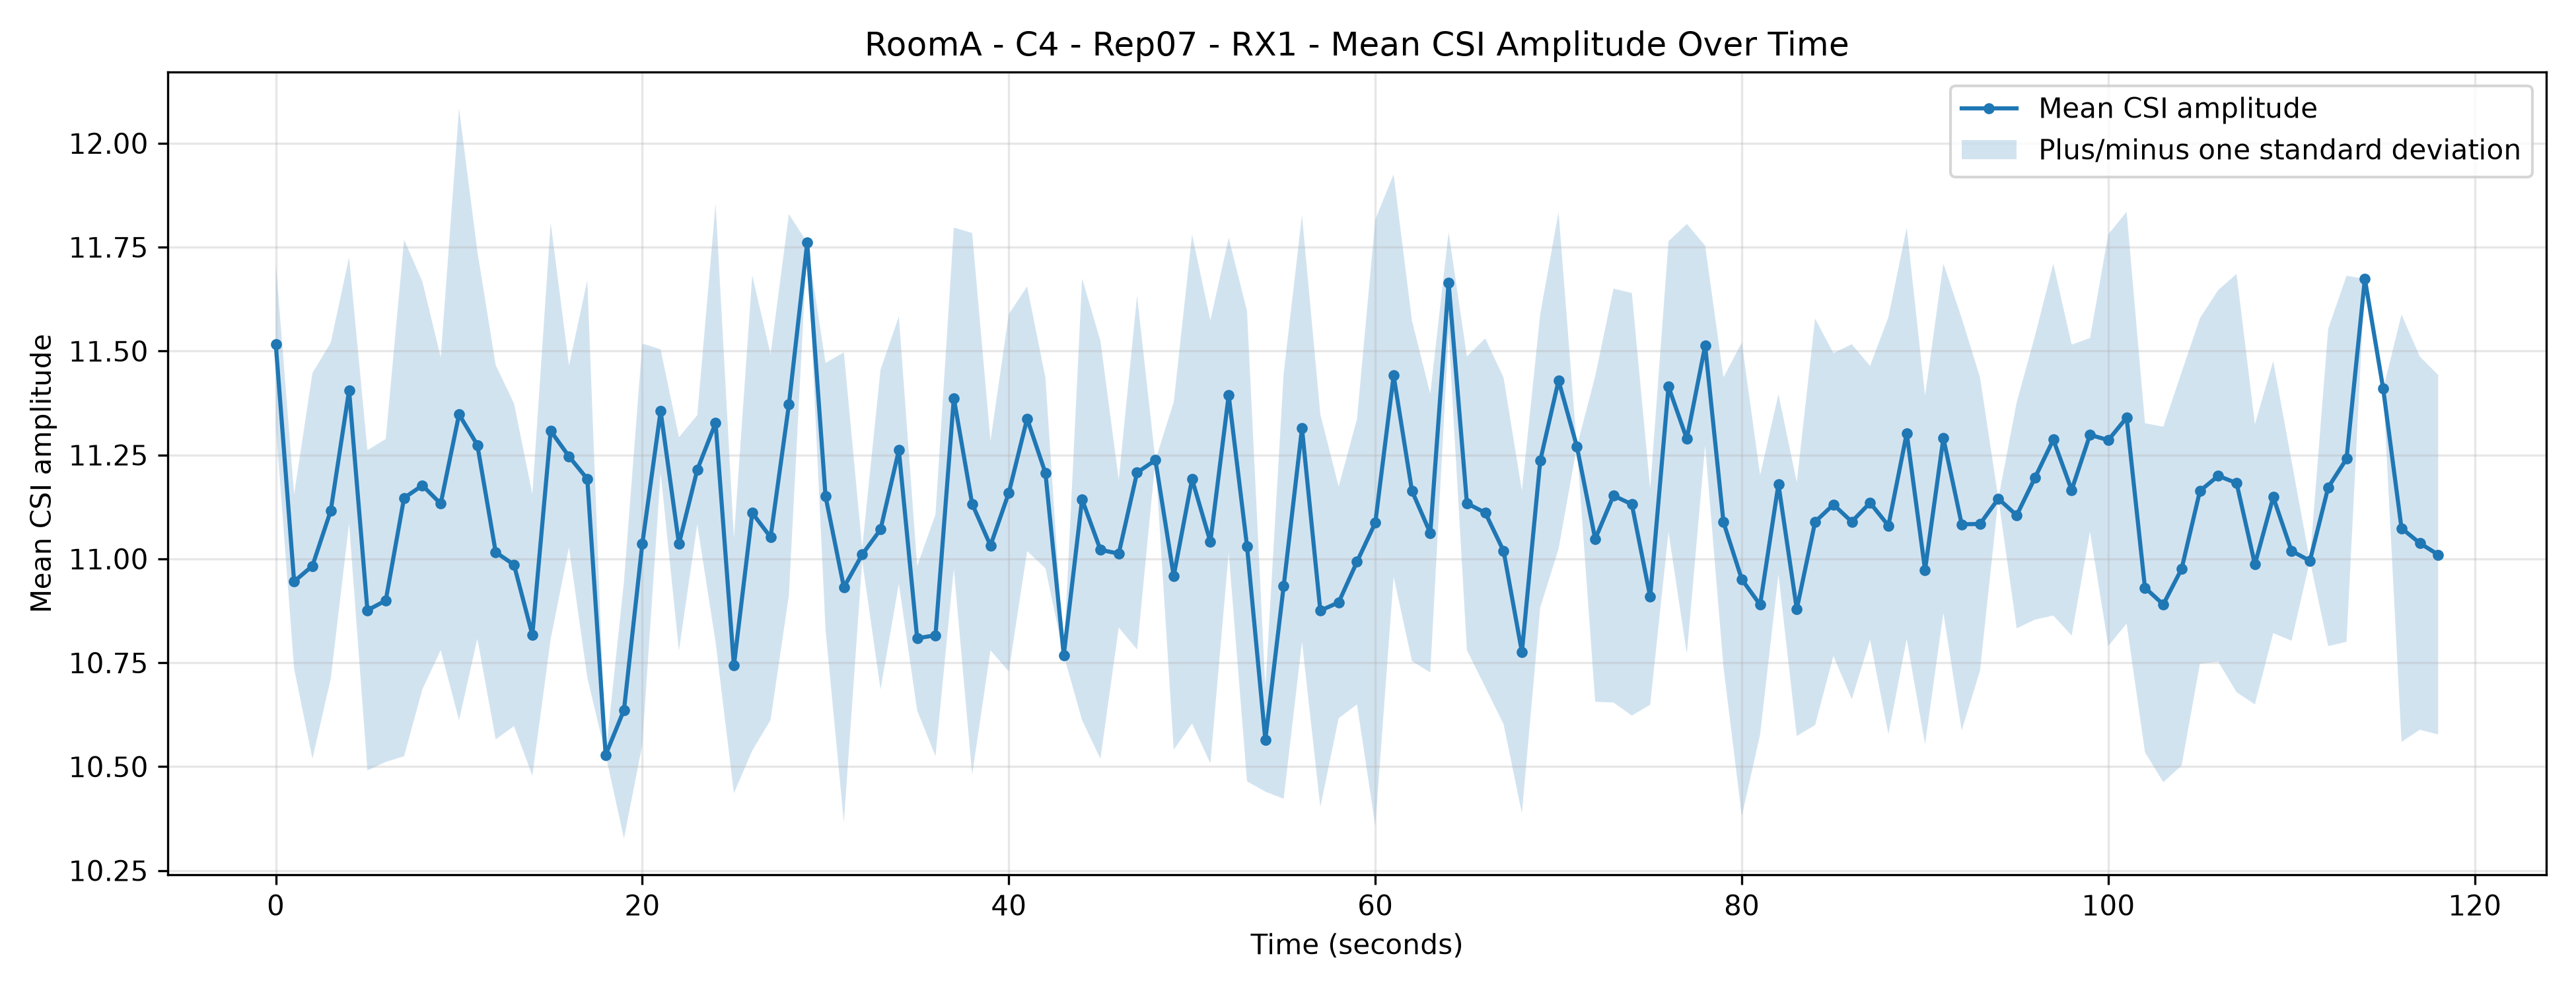 RoomA - C4 - Rep07 - RX1 - Mean CSI Amplitude Over Time
Mean CSI amplitude
Plus/minus one standard deviation
12.00
11.75
11.50
11.25
11.00
10.75
10.50
10.25
Mean CSI amplitude
0 20 40 60 80 100 120
Time (seconds)